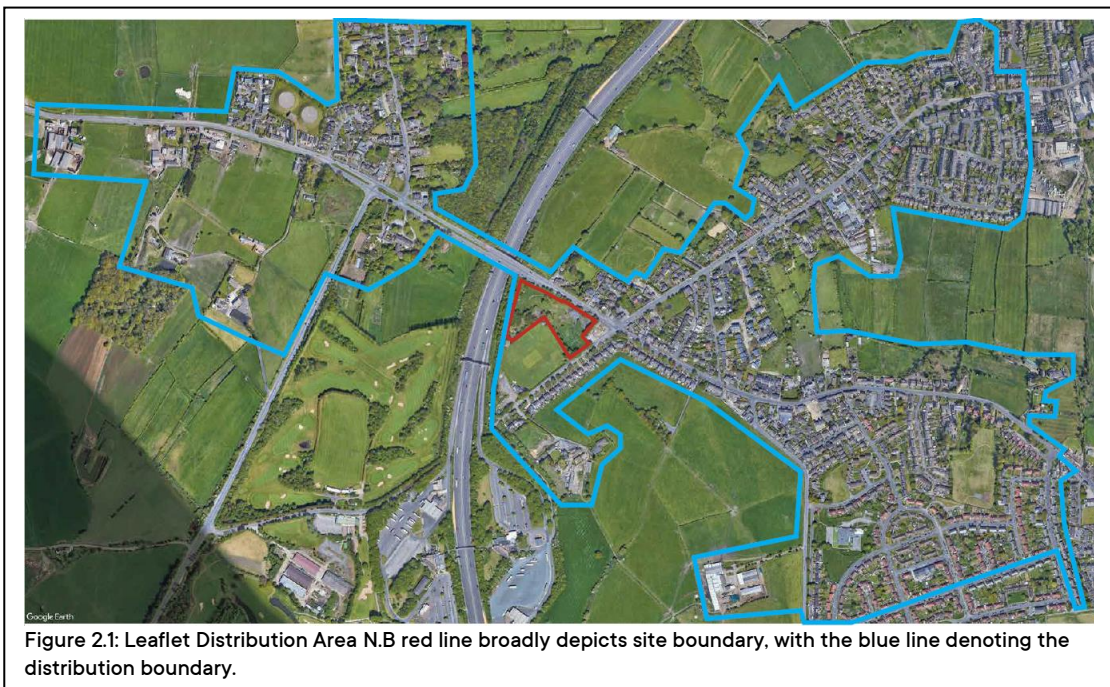 Google Earth
Figure 2.1: Leaflet Distribution Area N.B red line broadly depicts site boundary, with the blue line denoting the
distribution boundary.